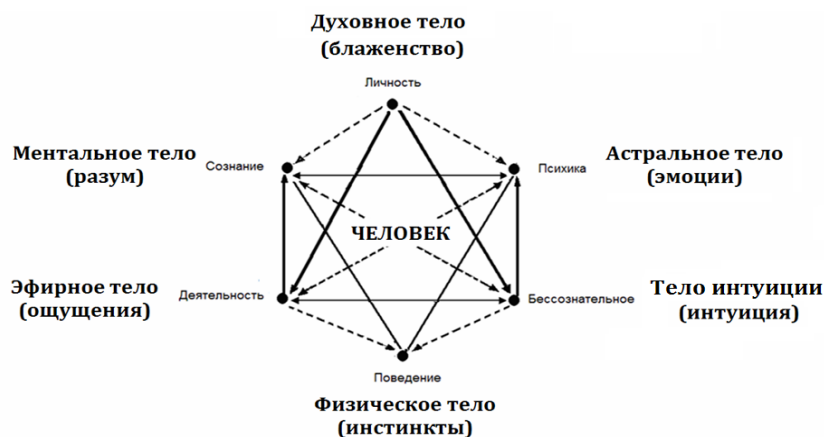 Духовное тело
(блаженство)
Личность
Ментальное тело
(разум)
Сознание
Психика
Астральное тело
(эмоции)
ЧЕЛОВЕК
Эфирное тело
(ощущения)
Деятельность
Бессознательное
Тело интуиции
(интуиция)
Поведение
Физическое тело
(инстинкты)